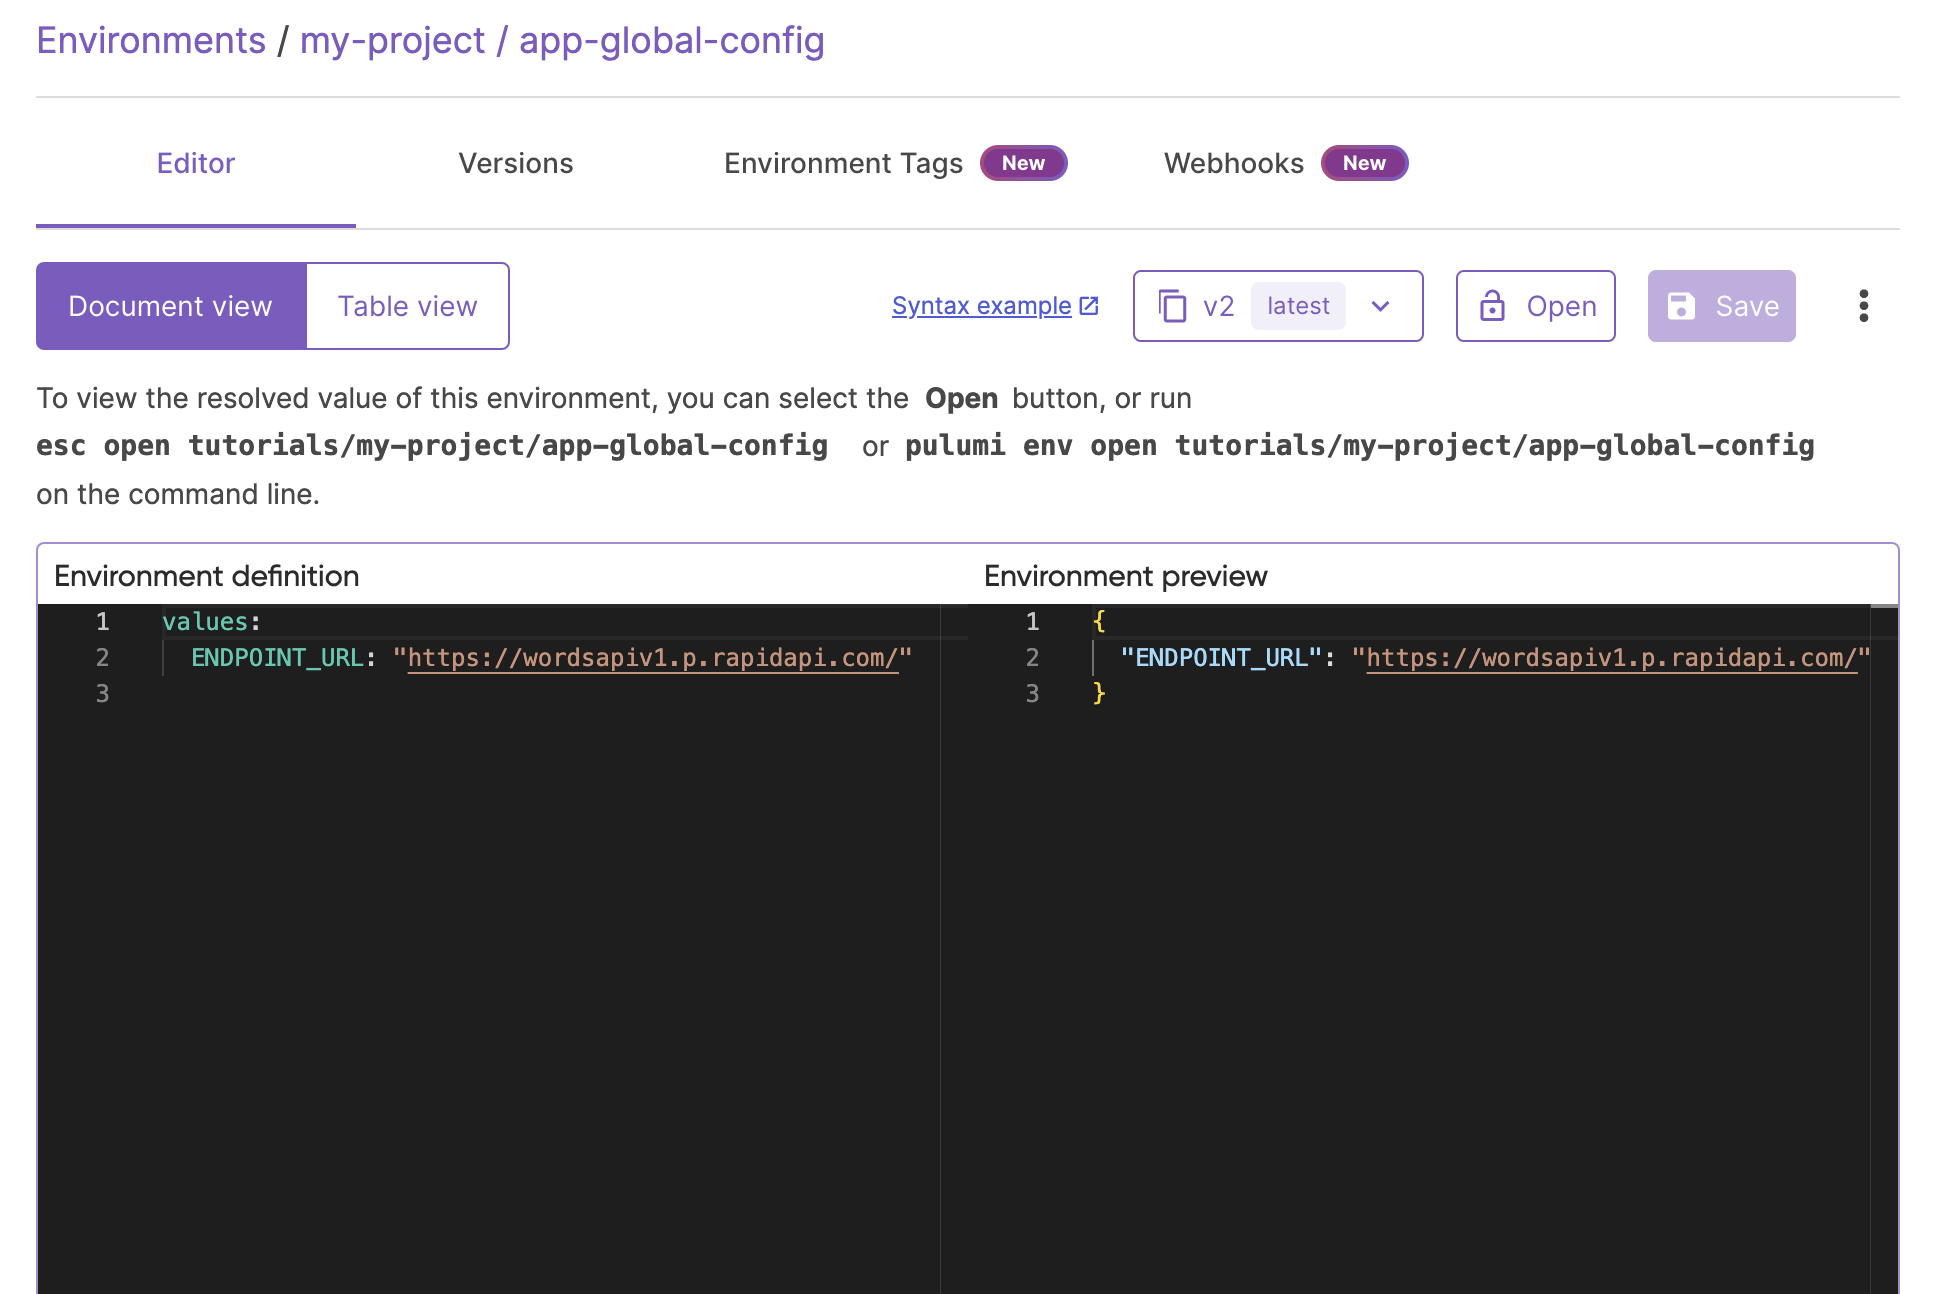 Environments / my-project / app-global-config
Editor Versions Environment Tags New Webhooks New
Document view Table view Syntax example v2 latest Open Save
To view the resolved value of this environment, you can select the Open button, or run
esc open tutorials/my-project/app-global-config or pulumi env open tutorials/my-project/app-global-config
on the command line.
Environment definition
1 values:
2 ENDPOINT_URL: "https://wordsapiv1.p.rapidapi.com/"
3
Environment preview
1 {
2 "ENDPOINT_URL": "https://wordsapiv1.p.rapidapi.com/"
3 }